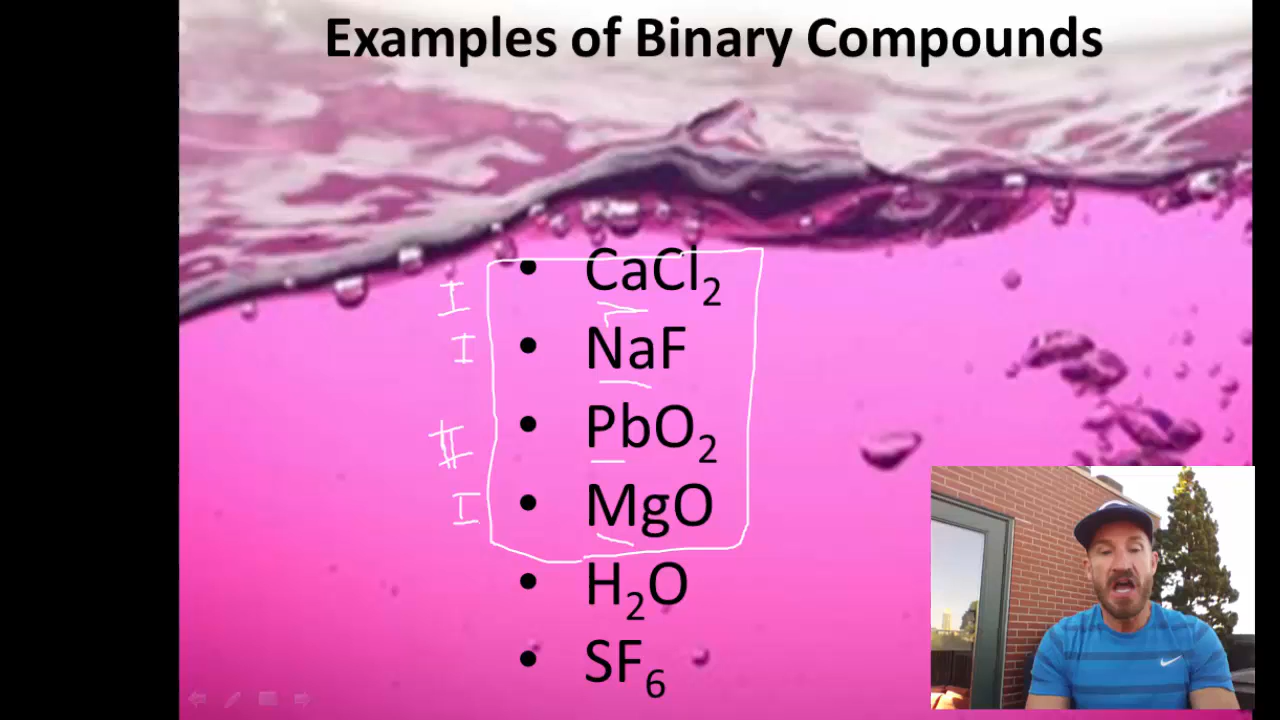 Examples of Binary Compounds
I • CaCl₂
I • NaF
II • PbO₂
I • MgO
• H₂O
• SF₆